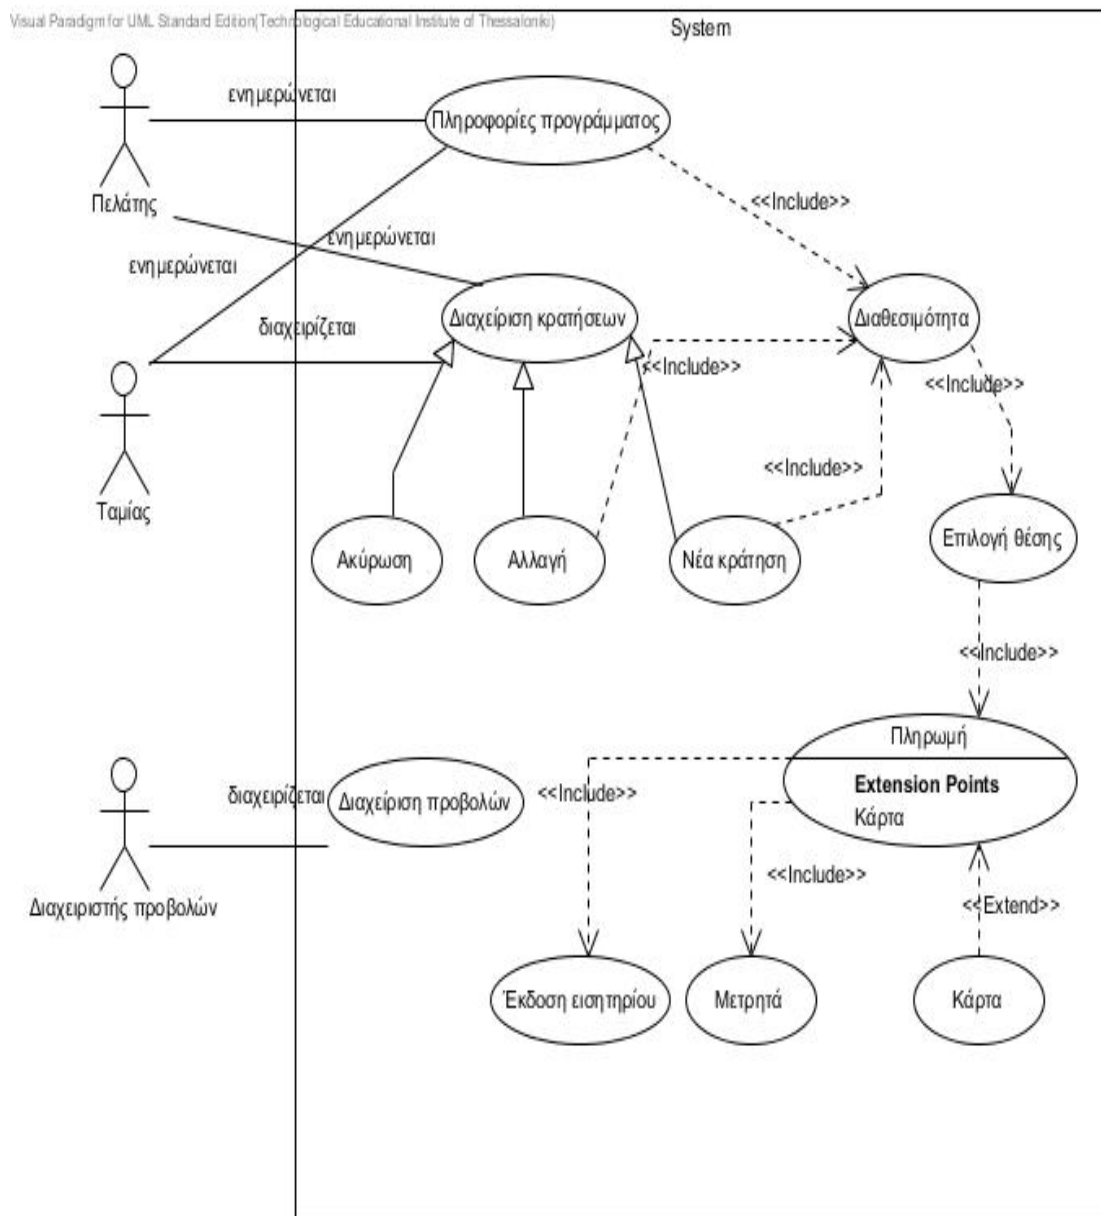 Visual Paradigm for UML Standard Edition(Technological Educational Institute of Thessaloniki)
System
ενημερώνεται
Πληροφορίες προγράμματος
Πελάτης
<<Include>>
ενημερώνεται
ενημερώνεται
διαχειρίζεται
Διαχείριση κρατήσεων
Διαθεσιμότητα
<<Include>>
<<Include>>
<<Include>>
Ταμίας
Ακύρωση
Αλλαγή
Νέα κράτηση
Επιλογή θέσης
<<Include>>
Πληρωμή
διαχειρίζεται
Διαχείριση προβολών
<<Include>>
Extension Points
Κάρτα
<<Include>>
<<Extend>>
Διαχειριστής προβολών
Έκδοση εισητηρίου
Μετρητά
Κάρτα